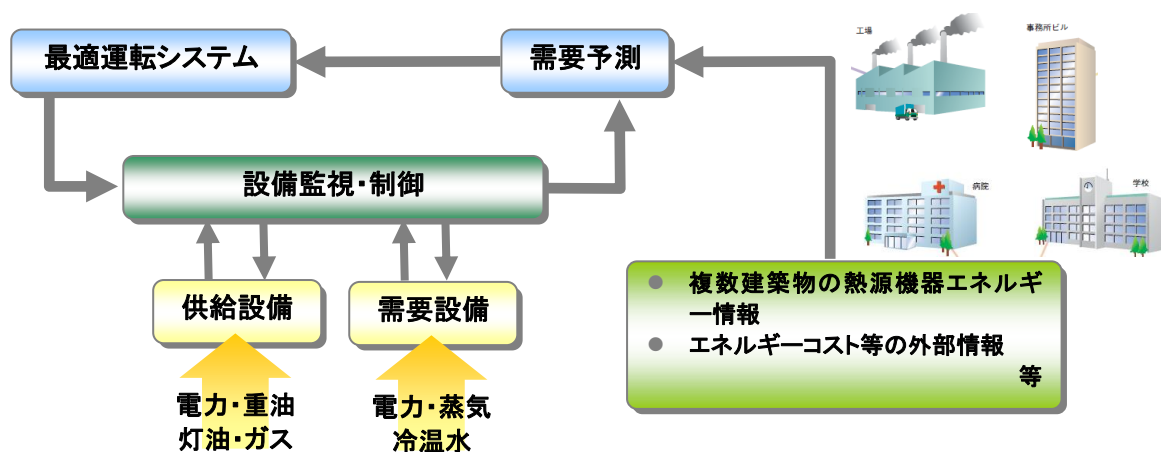 工場
事務所ビル
最適運転システム
需要予測
設備監視・制御
病院
学校
供給設備
需要設備
電力・重油
灯油・ガス
電力・蒸気
冷温水
● 複数建築物の熱源機器エネルギ
ー情報
● エネルギーコスト等の外部情報
等